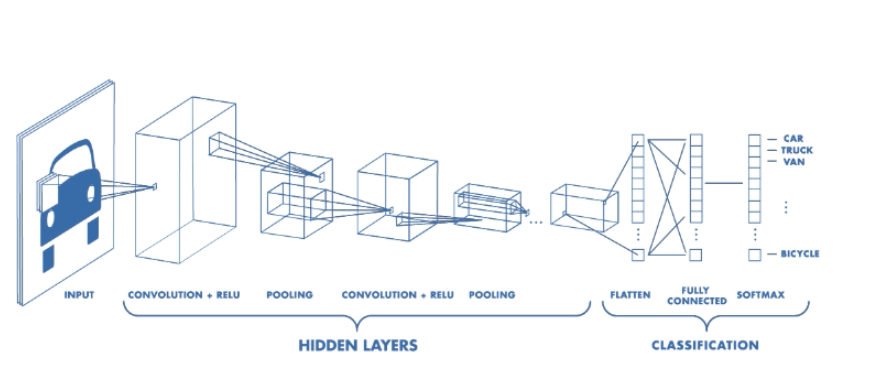 CAR
TRUCK
VAN
BICYCLE
INPUT
CONVOLUTION + RELU
POOLING
CONVOLUTION + RELU
POOLING
FLATTEN
FULLY
CONNECTED
SOFTMAX
HIDDEN LAYERS
CLASSIFICATION